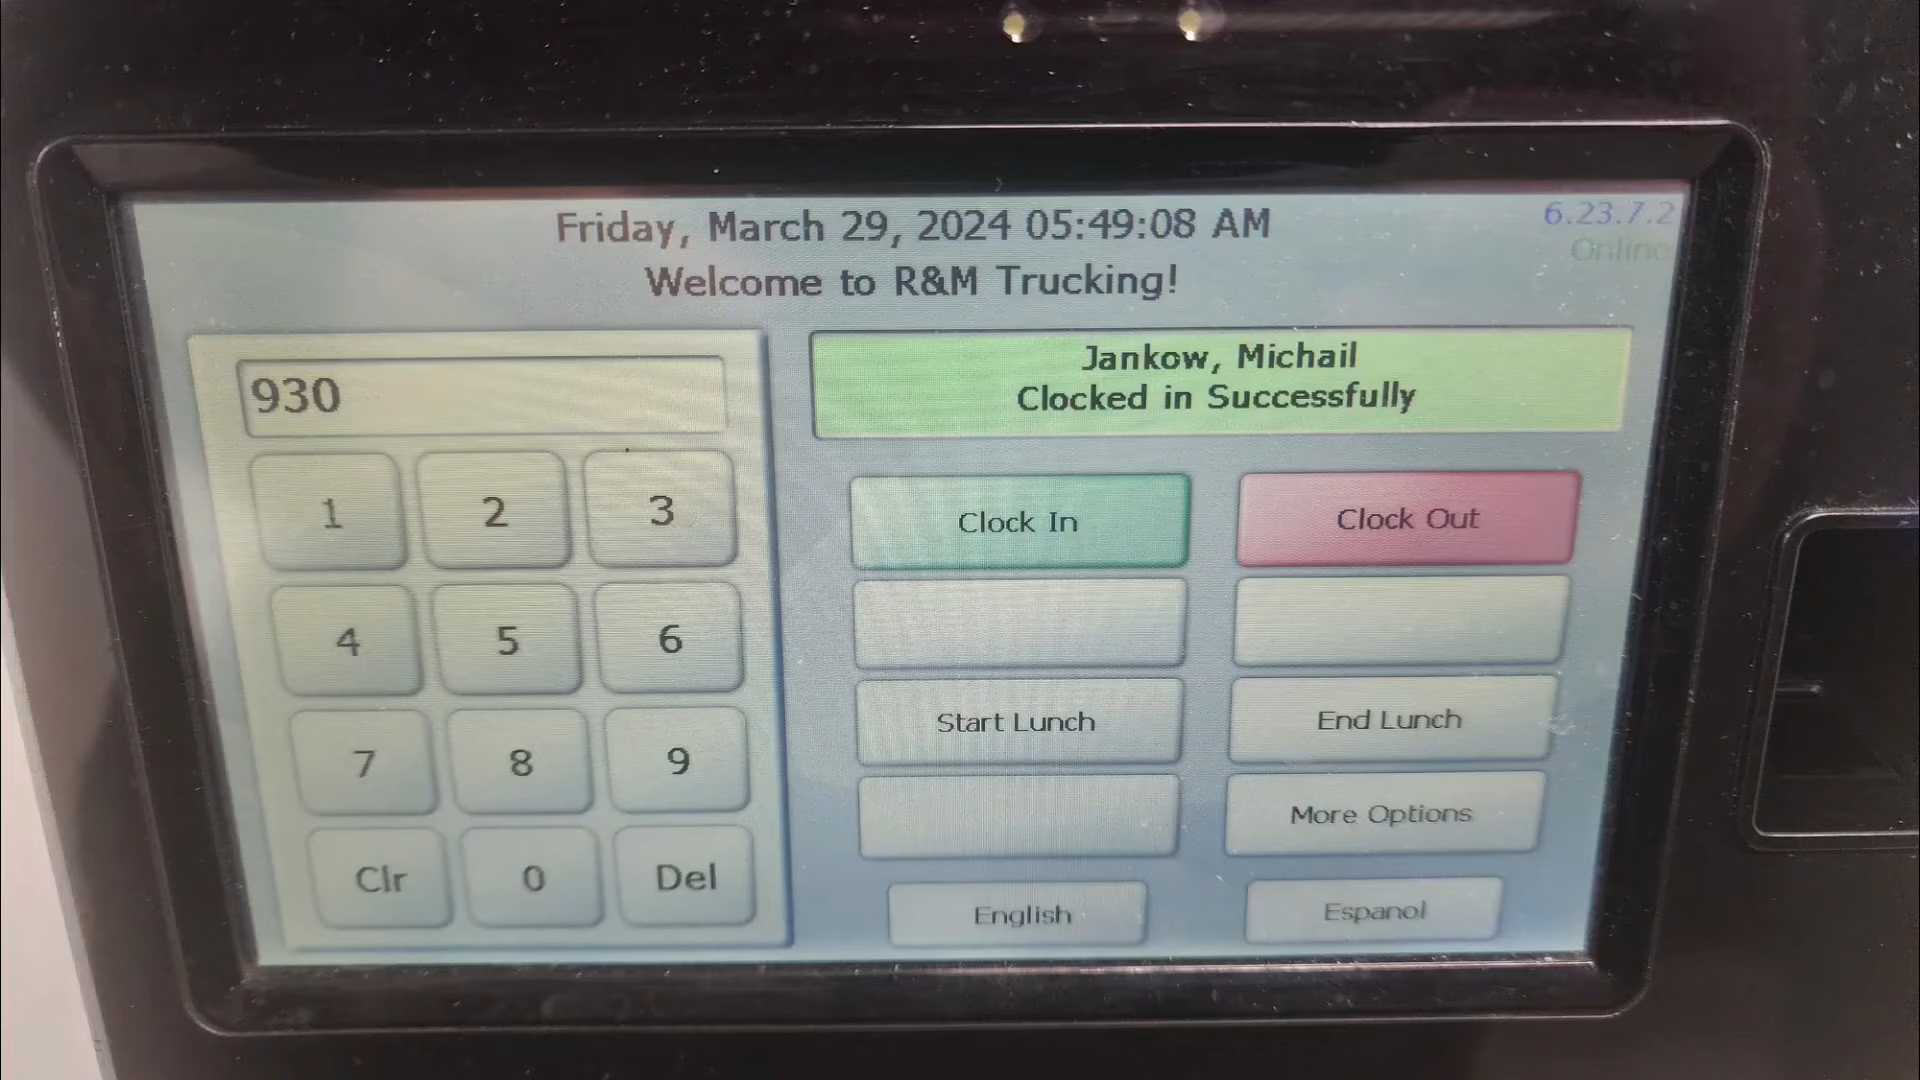 Friday, March 29, 2024 05:49:08 AM
6.23.7.2
Online
Welcome to R&M Trucking!
930
Jankow, Michail
Clocked in Successfully
1 2 3
4 5 6
7 8 9
Clr 0 Del
Clock In Clock Out
Start Lunch End Lunch
More Options
English Espanol